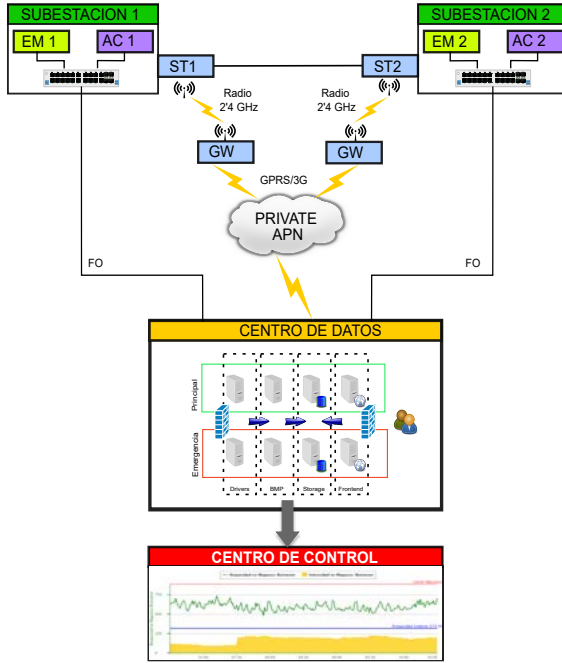 SUBESTACION 1
SUBESTACION 2
EM 1
AC 1
EM 2
AC 2
ST1
ST2
Radio
2'4 GHz
Radio
2'4 GHz
GW
GW
GPRS/3G
PRIVATE
APN
FO
FO
CENTRO DE DATOS
Principal
Emergencia
Drivers
BMP
Storage
Frontend
CENTRO DE CONTROL